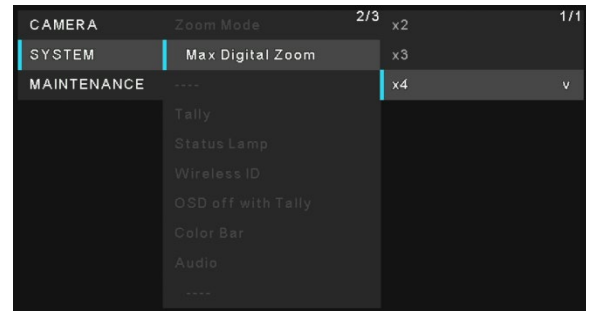 CAMERA
SYSTEM
MAINTENANCE
Zoom Mode 2/3
Max Digital Zoom
----
Tally
Status Lamp
Wireless ID
OSD off with Tally
Color Bar
Audio
----
x2 1/1
x3
x4 v